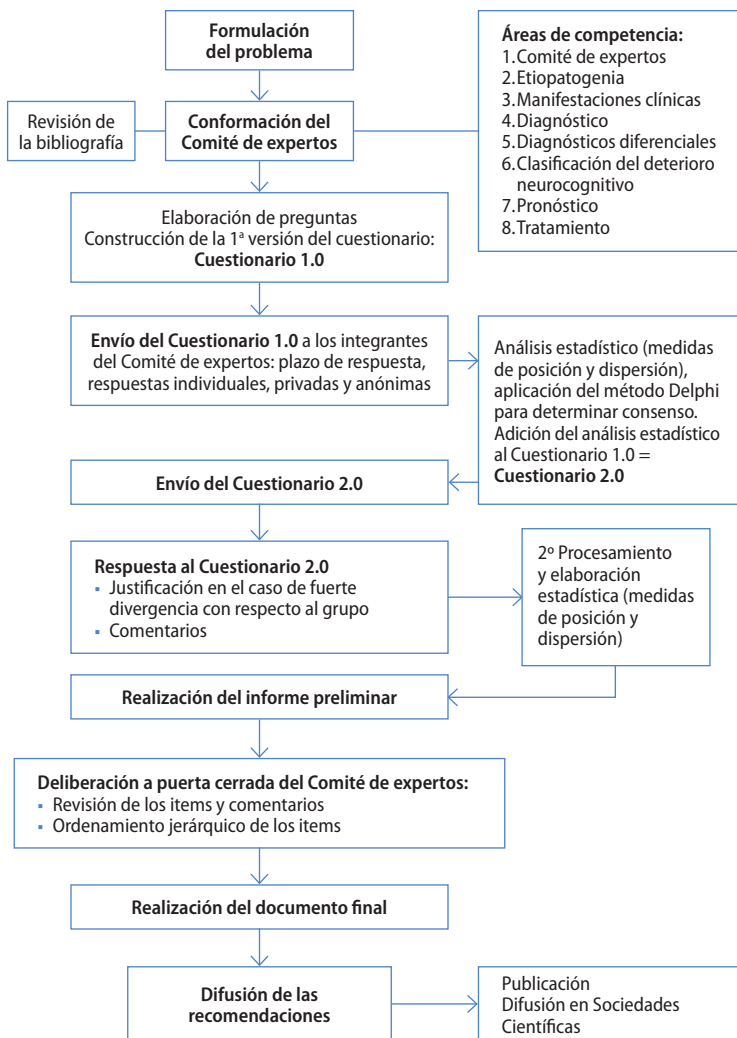 Formulación
del problema
Áreas de competencia:
1.Comité de expertos
2.Etiopatogenia
3.Manifestaciones clínicas
4.Diagnóstico
5.Diagnósticos diferenciales
6.Clasificación del deterioro
neurocognitivo
7.Pronóstico
8.Tratamiento
Revisión de
la bibliografía
Conformación del
Comité de expertos
Elaboración de preguntas
Construcción de la 1ª versión del cuestionario:
Cuestionario 1.0
Envío del Cuestionario 1.0 a los integrantes
del Comité de expertos: plazo de respuesta,
respuestas individuales, privadas y anónimas
Análisis estadístico (medidas
de posición y dispersión),
aplicación del método Delphi
para determinar consenso.
Adición del análisis estadístico
al Cuestionario 1.0 =
Cuestionario 2.0
Envío del Cuestionario 2.0
Respuesta al Cuestionario 2.0
▪ Justificación en el caso de fuerte
divergencia con respecto al grupo
▪ Comentarios
2º Procesamiento
y elaboración
estadística (medidas
de posición y
dispersión)
Realización del informe preliminar
Deliberación a puerta cerrada del Comité de expertos:
▪ Revisión de los items y comentarios
▪ Ordenamiento jerárquico de los items
Realización del documento final
Difusión de las
recomendaciones
Publicación
Difusión en Sociedades
Científicas